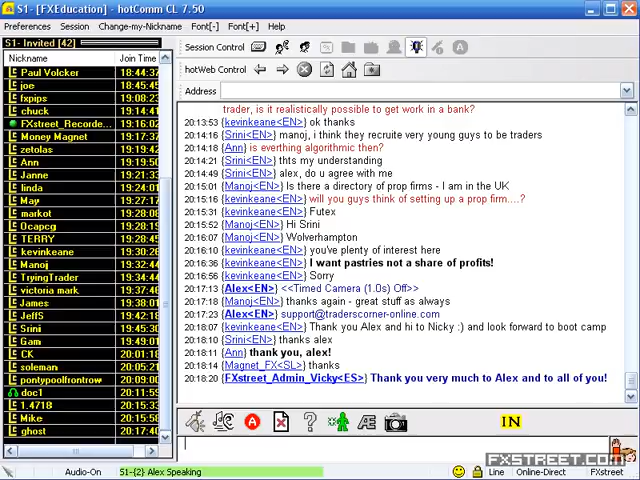 S1- [FXEducation] - hotComm CL 7.50
Preferences Session Change-my-Nickname Font[-] Font[+] Help
S1- Invited [42]
Nickname Join Time
Paul Volcker 18:44:37
joe 18:45:45
fxpips 19:08:23
chuck 19:14:41
FXstreet_Recorde... 19:16:02
Money Magnet 19:17:37
zetolas 19:19:45
Ann 19:19:50
Janne 19:21:33
linda 19:24:01
May 19:27:17
markot 19:28:08
Ocapcg 19:28:19
TERRY 19:28:38
kevinkeane 19:30:00
Manoj 19:32:44
TryingTrader 19:34:44
victoria mark 19:37:46
James 19:38:01
JeffS 19:42:18
Srini 19:45:30
Gam 19:49:01
CK 20:01:18
soleman 20:05:21
pontypoolfrontrow 20:09:00
doc1 20:11:59
1.4718 20:15:33
Mike 20:15:58
ghost 20:17:40
Session Control
hotWeb Control
Address
trader, is it realistically possible to get work in a bank?
20:13:53 kevinkeane<EN> ok thanks
20:14:16 Srini<EN> manoj, i think they recruite very young guys to be traders
20:14:18 Ann is everthing algorithmic then?
20:14:21 Srini<EN> thts my understanding
20:14:49 Srini<EN> alex, do u agree with me
20:15:01 Manoj<EN> Is there a directory of prop firms - I am in the UK
20:15:16 kevinkeane<EN> will you guys think of setting up a prop firm....?
20:15:31 kevinkeane<EN> Futex
20:15:52 Manoj<EN> Hi Srini
20:16:07 Manoj<EN> Wolverhampton
20:16:10 kevinkeane<EN> you've plenty of interest here
20:16:36 kevinkeane<EN> I want pastries not a share of profits!
20:16:56 kevinkeane<EN> Sorry
20:17:13 Alex<EN> <<Timed Camera (1.0s) Off>>
20:17:18 Manoj<EN> thanks again - great stuff as always
20:17:23 Alex<EN> support@traderscorner-online.com
20:18:07 kevinkeane<EN> Thank you Alex and hi to Nicky :) and look forward to boot camp
20:18:10 Srini<EN> thanks alex
20:18:11 Ann thank you, alex!
20:18:14 Magnet_FX<SL> thanks
20:18:20 FXstreet_Admin_Vicky<ES> Thank you very much to Alex and to all of you!
IN
Audio-On S1-{2} Alex Speaking Line Online-Direct FXstreet
FXSTREET.COM